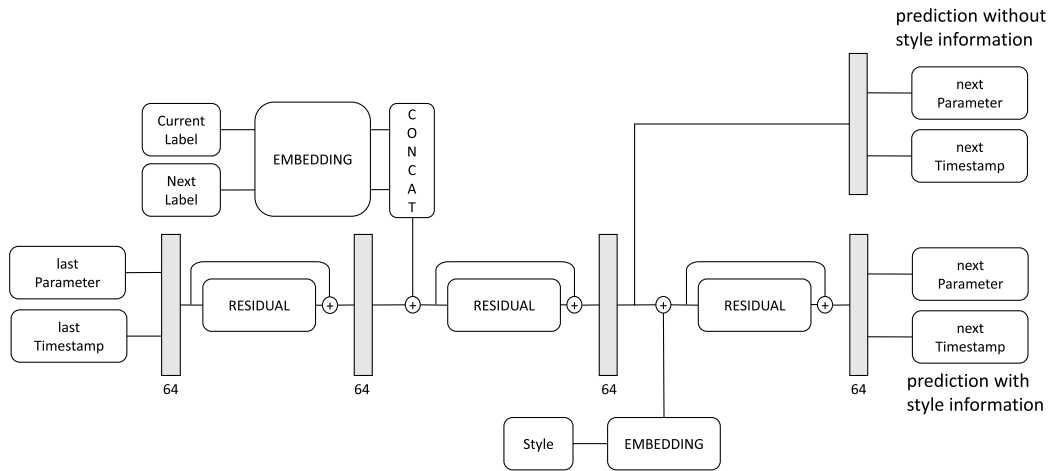 prediction without
style information
next
Parameter
next
Timestamp
Current
Label
Next
Label
EMBEDDING
C
O
N
C
A
T
last
Parameter
last
Timestamp
64
RESIDUAL
+
64
+
RESIDUAL
+
64
+
RESIDUAL
+
64
next
Parameter
next
Timestamp
prediction with
style information
Style
EMBEDDING